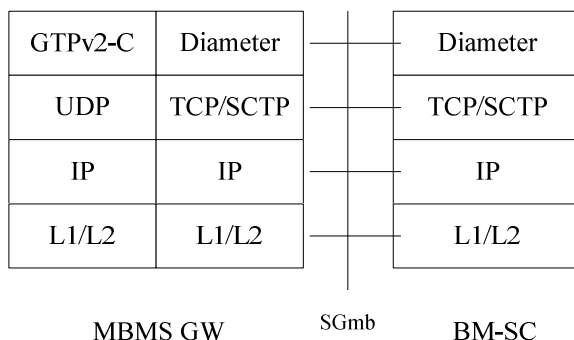 GTPv2-C Diameter Diameter
UDP TCP/SCTP TCP/SCTP
IP IP IP
L1/L2 L1/L2 L1/L2
MBMS GW SGmb BM-SC